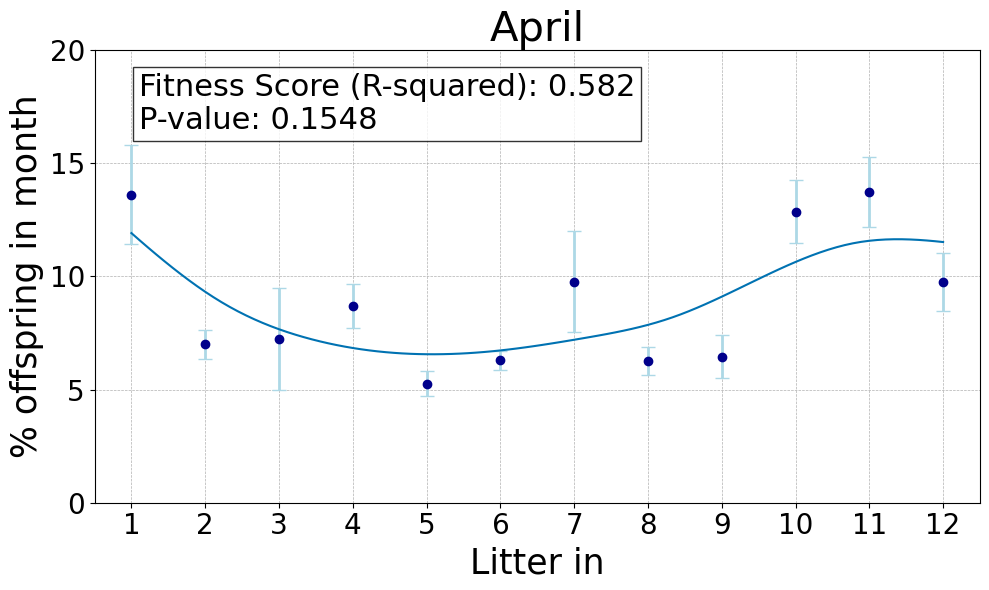 April
Fitness Score (R-squared): 0.582
P-value: 0.1548
% offspring in month
20
15
10
5
0
1 2 3 4 5 6 7 8 9 10 11 12
Litter in